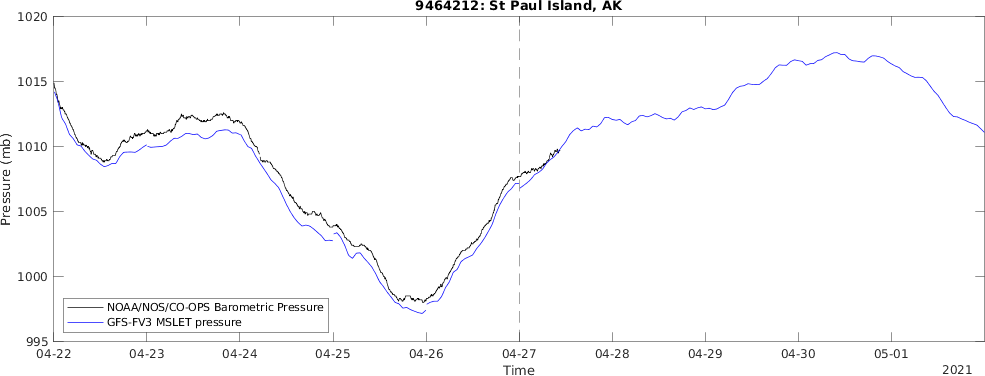 9464212: St Paul Island, AK
1020
1015
1010
1005
1000
995
Pressure (mb)
NOAA/NOS/CO-OPS Barometric Pressure
GFS-FV3 MSLET pressure
04-22 04-23 04-24 04-25 04-26 04-27 04-28 04-29 04-30 05-01
Time
2021